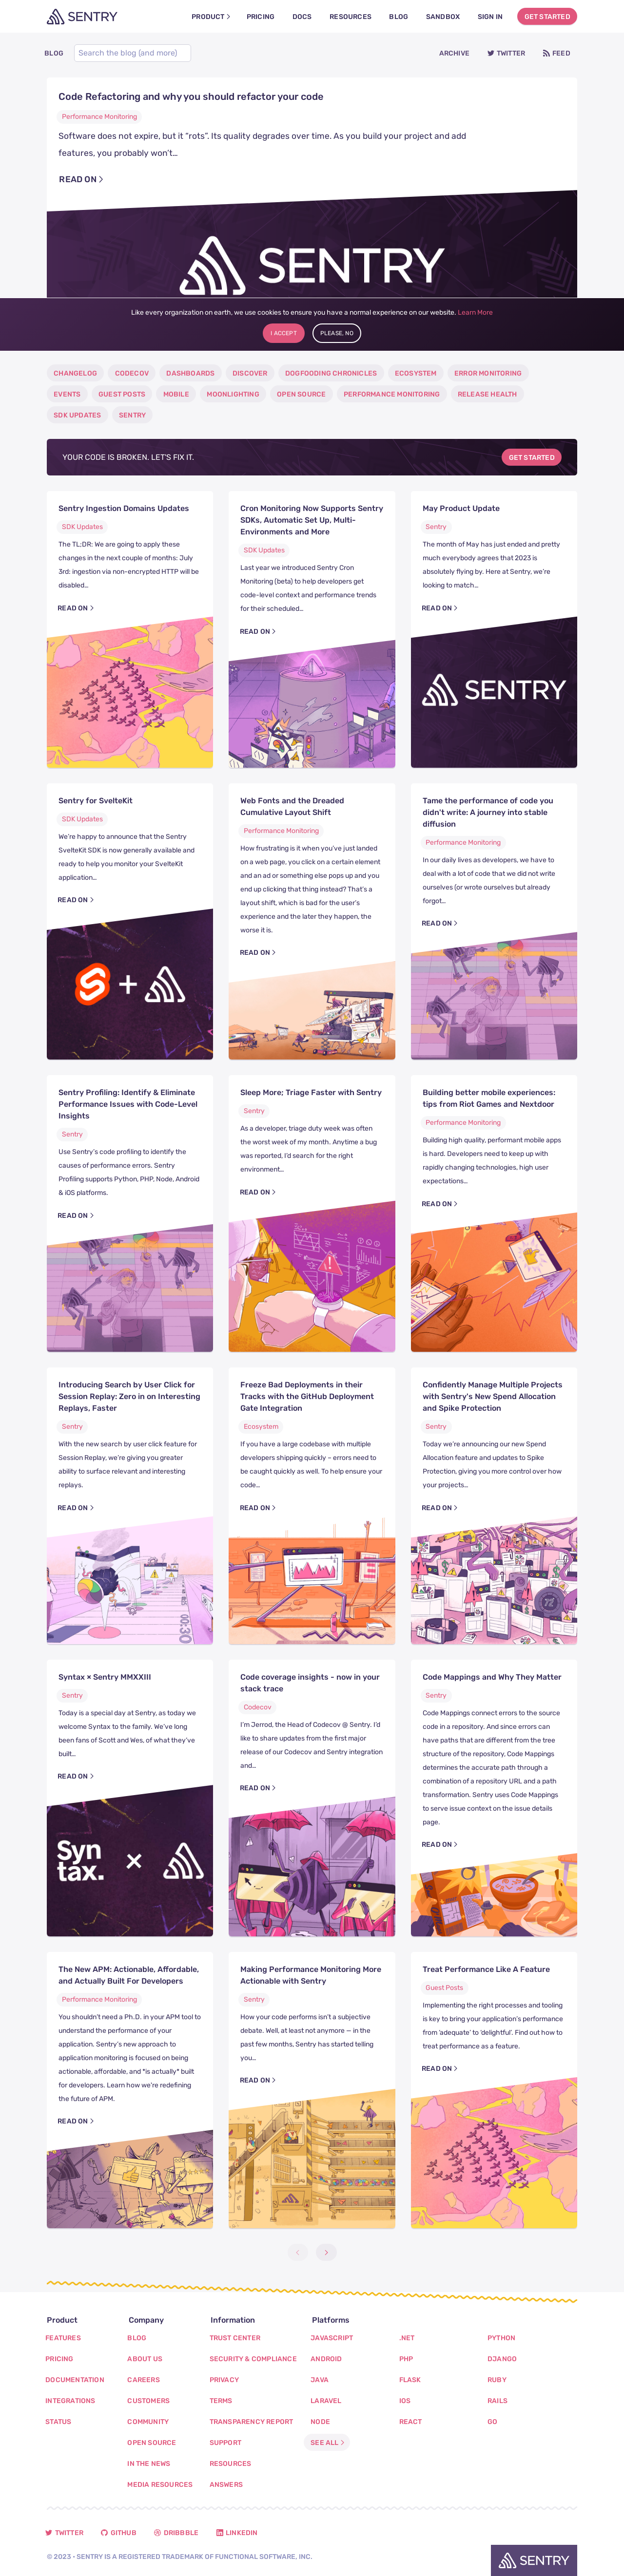 SENTRY
PRODUCT
PRICING
DOCS
RESOURCES
BLOG
SANDBOX
SIGN IN
GET STARTED
BLOG
Search the blog (and more)
ARCHIVE
TWITTER
FEED
Code Refactoring and why you should refactor your code
Performance Monitoring
Software does not expire, but it “rots”. Its quality degrades over time. As you build your project and add
features, you probably won’t…
READ ON
SENTRY
Like every organization on earth, we use cookies to ensure you have a normal experience on our website. Learn More
I ACCEPT
PLEASE, NO
CHANGELOG
CODECOV
DASHBOARDS
DISCOVER
DOGFOODING CHRONICLES
ECOSYSTEM
ERROR MONITORING
EVENTS
GUEST POSTS
MOBILE
MOONLIGHTING
OPEN SOURCE
PERFORMANCE MONITORING
RELEASE HEALTH
SDK UPDATES
SENTRY
YOUR CODE IS BROKEN. LET'S FIX IT.
GET STARTED
Sentry Ingestion Domains Updates
SDK Updates
The TL;DR: We are going to apply these
changes in the next couple of months: July
3rd: ingestion via non-encrypted HTTP will be
disabled…
READ ON
Cron Monitoring Now Supports Sentry
SDKs, Automatic Set Up, Multi-
Environments and More
SDK Updates
Last year we introduced Sentry Cron
Monitoring (beta) to help developers get
code-level context and performance trends
for their scheduled…
READ ON
May Product Update
Sentry
The month of May has just ended and pretty
much everybody agrees that 2023 is
absolutely flying by. Here at Sentry, we’re
looking to match…
READ ON
SENTRY
Sentry for SvelteKit
SDK Updates
We’re happy to announce that the Sentry
SvelteKit SDK is now generally available and
ready to help you monitor your SvelteKit
application…
READ ON
Web Fonts and the Dreaded
Cumulative Layout Shift
Performance Monitoring
How frustrating is it when you’ve just landed
on a web page, you click on a certain element
and an ad or something else pops up and you
end up clicking that thing instead? That’s a
layout shift, which is bad for the user’s
experience and the later they happen, the
worse it is.
READ ON
Tame the performance of code you
didn't write: A journey into stable
diffusion
Performance Monitoring
In our daily lives as developers, we have to
deal with a lot of code that we did not write
ourselves (or wrote ourselves but already
forgot…
READ ON
Sentry Profiling: Identify & Eliminate
Performance Issues with Code-Level
Insights
Sentry
Use Sentry’s code profiling to identify the
causes of performance errors. Sentry
Profiling supports Python, PHP, Node, Android
& iOS platforms.
READ ON
Sleep More; Triage Faster with Sentry
Sentry
As a developer, triage duty week was often
the worst week of my month. Anytime a bug
was reported, I’d search for the right
environment…
READ ON
Building better mobile experiences:
tips from Riot Games and Nextdoor
Performance Monitoring
Building high quality, performant mobile apps
is hard. Developers need to keep up with
rapidly changing technologies, high user
expectations…
READ ON
Introducing Search by User Click for
Session Replay: Zero in on Interesting
Replays, Faster
Sentry
With the new search by user click feature for
Session Replay, we’re giving you greater
ability to surface relevant and interesting
replays.
READ ON
Freeze Bad Deployments in their
Tracks with the GitHub Deployment
Gate Integration
Ecosystem
If you have a large codebase with multiple
developers shipping quickly – errors need to
be caught quickly as well. To help ensure your
code…
READ ON
Confidently Manage Multiple Projects
with Sentry's New Spend Allocation
and Spike Protection
Sentry
Today we’re announcing our new Spend
Allocation feature and updates to Spike
Protection, giving you more control over how
your projects…
READ ON
Syntax × Sentry MMXXIII
Sentry
Today is a special day at Sentry, as today we
welcome Syntax to the family. We’ve long
been fans of Scott and Wes, of what they’ve
built…
READ ON
Syn
tax.
×
Code coverage insights – now in your
stack trace
Codecov
I’m Jerrod, the Head of Codecov @ Sentry. I’d
like to share updates from the first major
release of our Codecov and Sentry integration
and…
READ ON
Code Mappings and Why They Matter
Sentry
Code Mappings connect errors to the source
code in a repository. And since errors can
have paths that are different from the tree
structure of the repository, Code Mappings
determines the accurate path through a
combination of a repository URL and a path
transformation. Sentry uses Code Mappings
to serve issue context on the issue details
page.
READ ON
The New APM: Actionable, Affordable,
and Actually Built For Developers
Performance Monitoring
You shouldn’t need a Ph.D. in your APM tool to
understand the performance of your
application. Sentry’s new approach to
application monitoring is focused on being
actionable, affordable, and *is actually* built
for developers. Learn how we’re redefining
the future of APM.
READ ON
Making Performance Monitoring More
Actionable with Sentry
Sentry
How your code performs isn’t a subjective
debate. Well, at least not anymore — in the
past few months, Sentry has started telling
you…
READ ON
Treat Performance Like A Feature
Guest Posts
Implementing the right processes and tooling
is key to bring your application’s performance
from ‘adequate’ to ‘delightful’. Find out how to
treat performance as a feature.
READ ON
Product
FEATURES
PRICING
DOCUMENTATION
INTEGRATIONS
STATUS
Company
BLOG
ABOUT US
CAREERS
CUSTOMERS
COMMUNITY
OPEN SOURCE
IN THE NEWS
MEDIA RESOURCES
Information
TRUST CENTER
SECURITY & COMPLIANCE
PRIVACY
TERMS
TRANSPARENCY REPORT
SUPPORT
RESOURCES
ANSWERS
Platforms
JAVASCRIPT
ANDROID
JAVA
LARAVEL
NODE
SEE ALL
.NET
PHP
FLASK
IOS
REACT
PYTHON
DJANGO
RUBY
RAILS
GO
TWITTER
GITHUB
DRIBBBLE
LINKEDIN
© 2023 • SENTRY IS A REGISTERED TRADEMARK OF FUNCTIONAL SOFTWARE, INC.
SENTRY